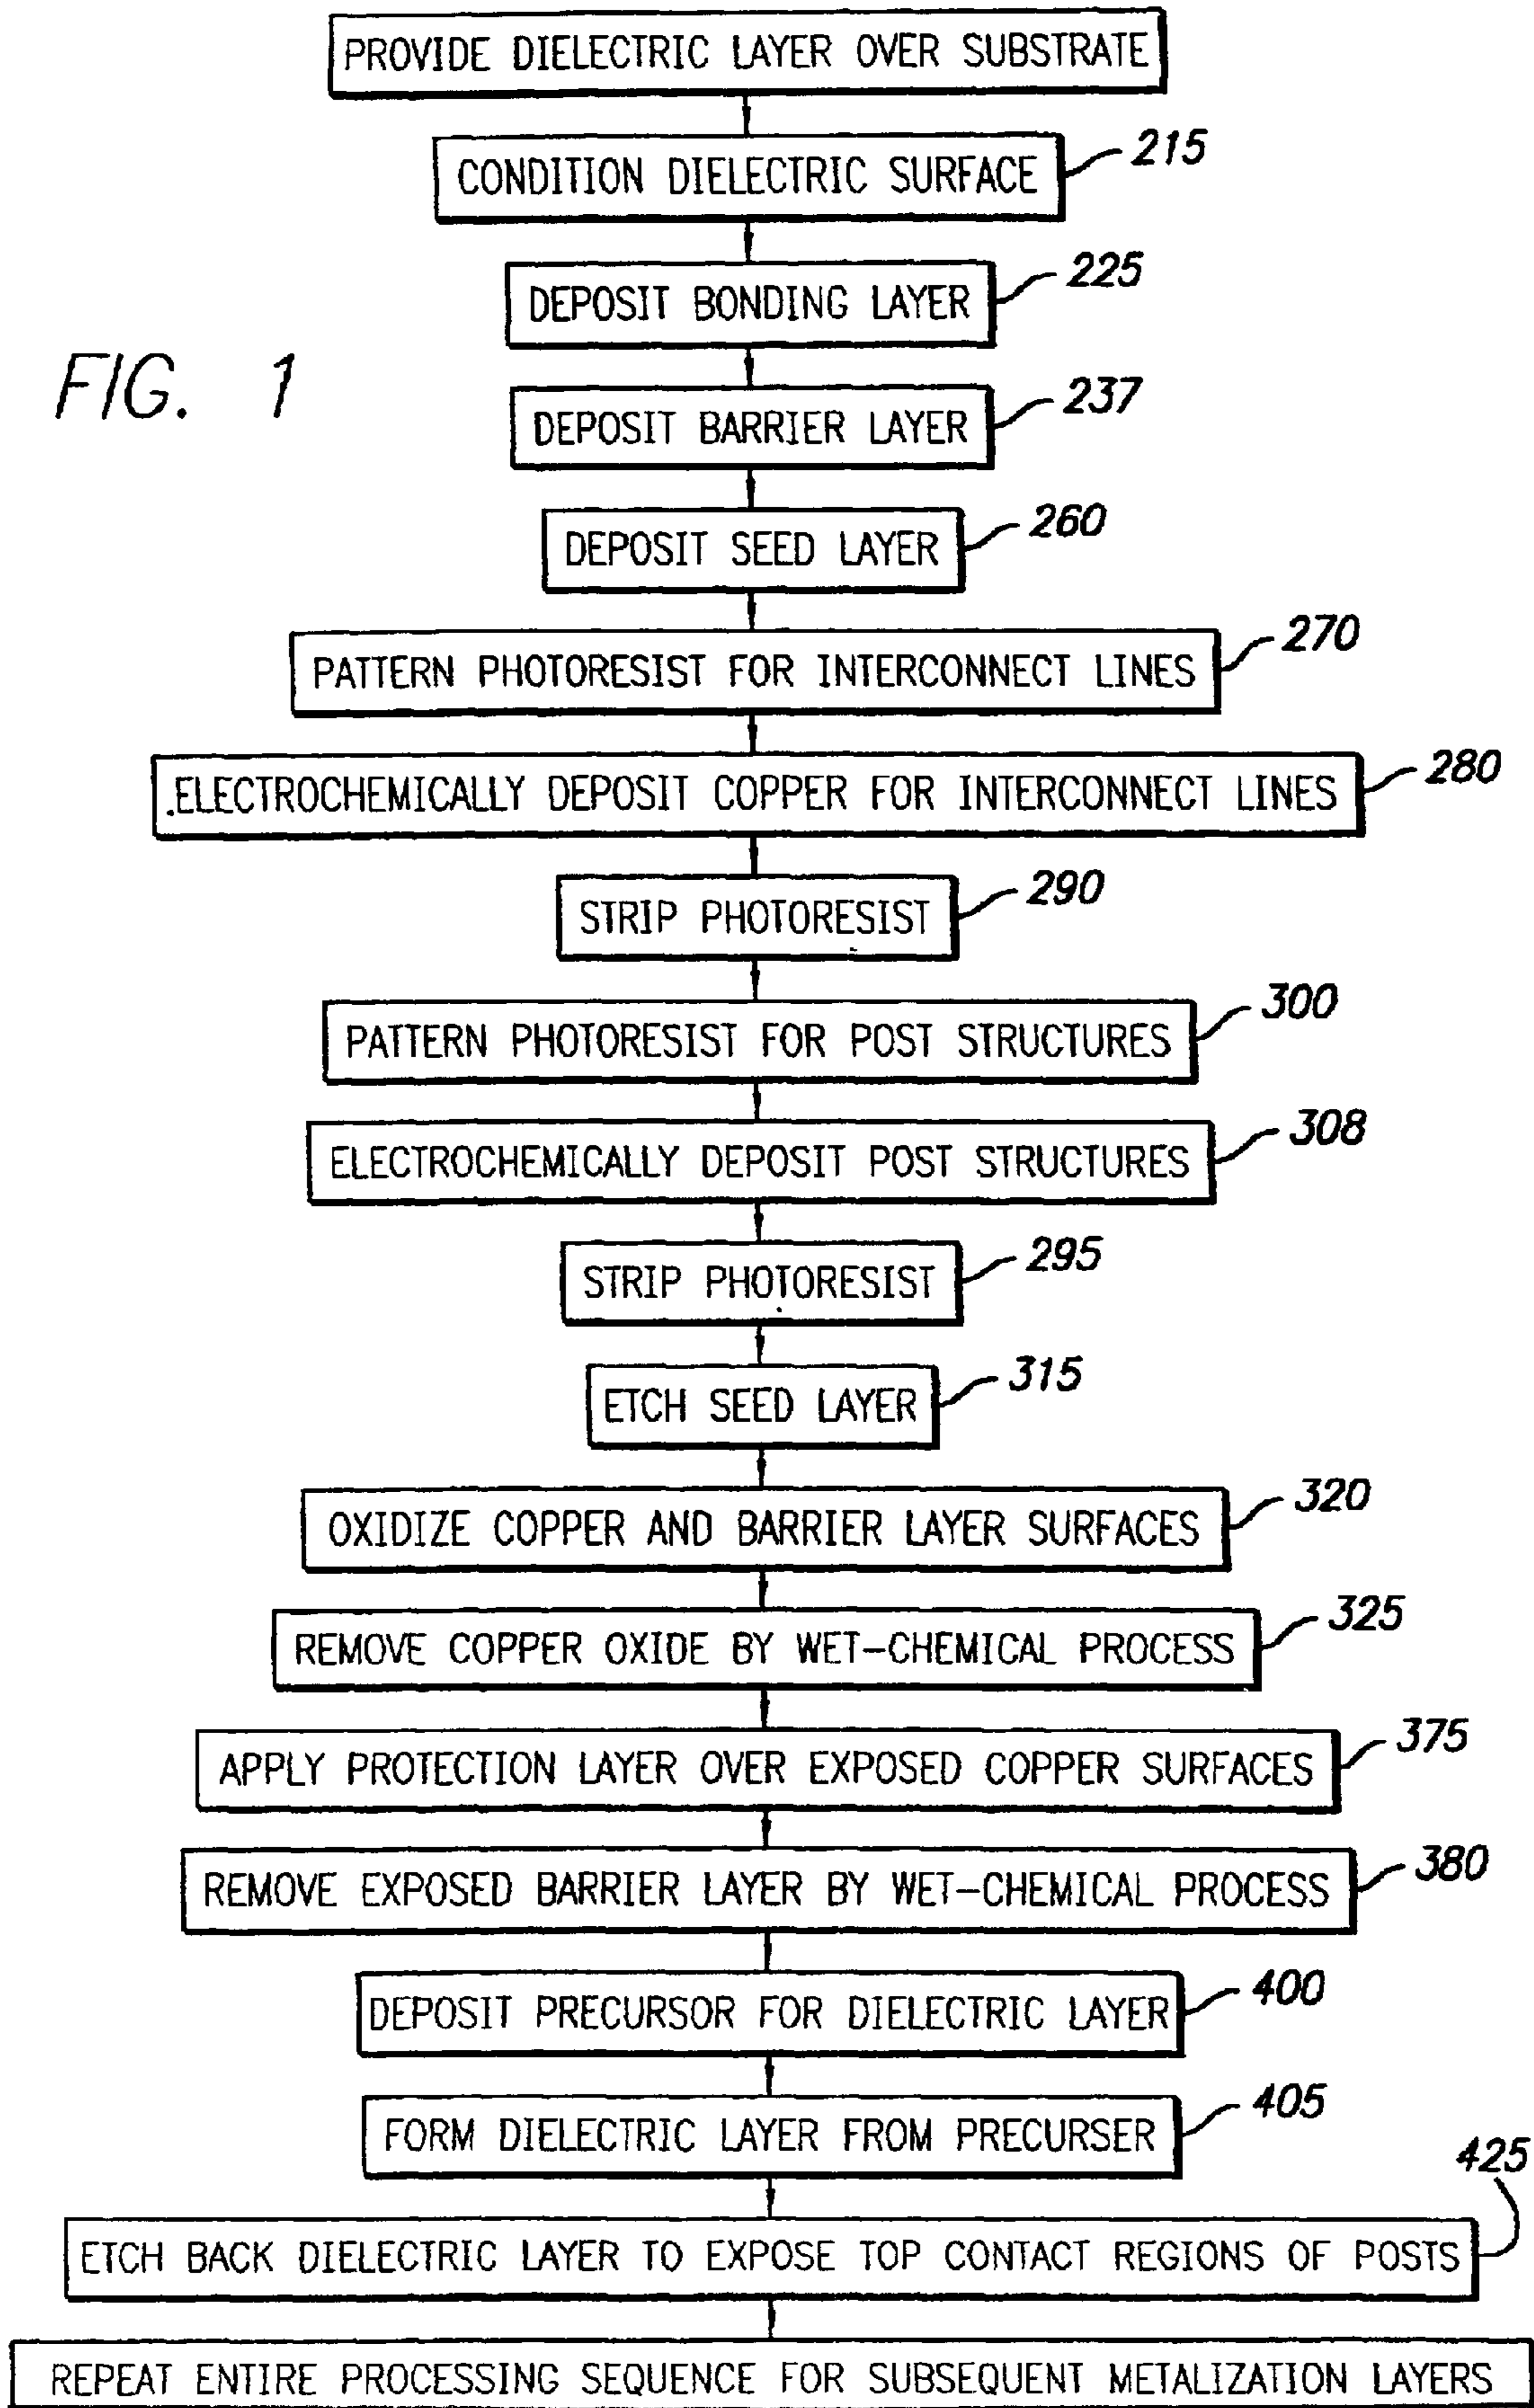 PROVIDE DIELECTRIC LAYER OVER SUBSTRATE
CONDITION DIELECTRIC SURFACE
215
DEPOSIT BONDING LAYER
225
FIG. 1
DEPOSIT BARRIER LAYER
237
DEPOSIT SEED LAYER
260
PATTERN PHOTORESIST FOR INTERCONNECT LINES
270
ELECTROCHEMICALLY DEPOSIT COPPER FOR INTERCONNECT LINES
280
STRIP PHOTORESIST
290
PATTERN PHOTORESIST FOR POST STRUCTURES
300
ELECTROCHEMICALLY DEPOSIT POST STRUCTURES
308
STRIP PHOTORESIST
295
ETCH SEED LAYER
315
OXIDIZE COPPER AND BARRIER LAYER SURFACES
320
REMOVE COPPER OXIDE BY WET-CHEMICAL PROCESS
325
APPLY PROTECTION LAYER OVER EXPOSED COPPER SURFACES
375
REMOVE EXPOSED BARRIER LAYER BY WET-CHEMICAL PROCESS
380
DEPOSIT PRECURSOR FOR DIELECTRIC LAYER
400
FORM DIELECTRIC LAYER FROM PRECURSER
405
ETCH BACK DIELECTRIC LAYER TO EXPOSE TOP CONTACT REGIONS OF POSTS
425
REPEAT ENTIRE PROCESSING SEQUENCE FOR SUBSEQUENT METALIZATION LAYERS